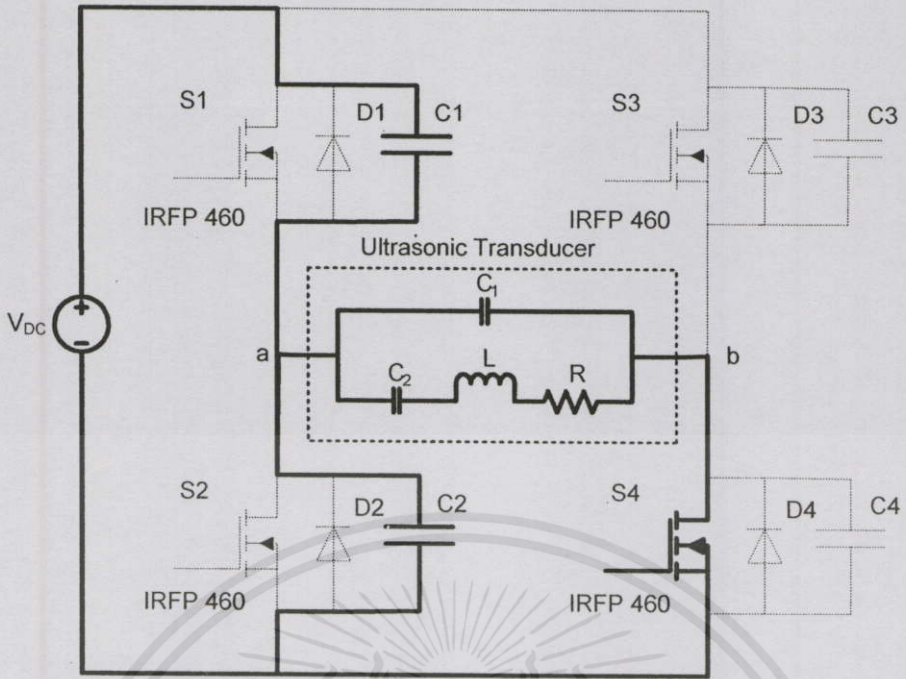 S1
D1
C1
IRFP 460
S3
D3
C3
IRFP 460
Ultrasonic Transducer
C₁
+
VDC
-
a
C₂
L
R
b
S2
D2
C2
IRFP 460
S4
D4
C4
IRFP 460